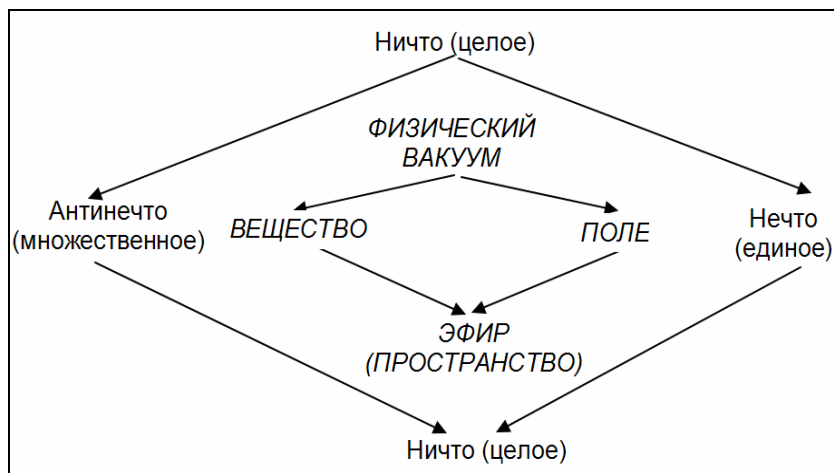 Ничто (целое)
ФИЗИЧЕСКИЙ
ВАКУУМ
Антинечто
(множественное)
ВЕЩЕСТВО
ПОЛЕ
Нечто
(единое)
ЭФИР
(ПРОСТРАНСТВО)
Ничто (целое)